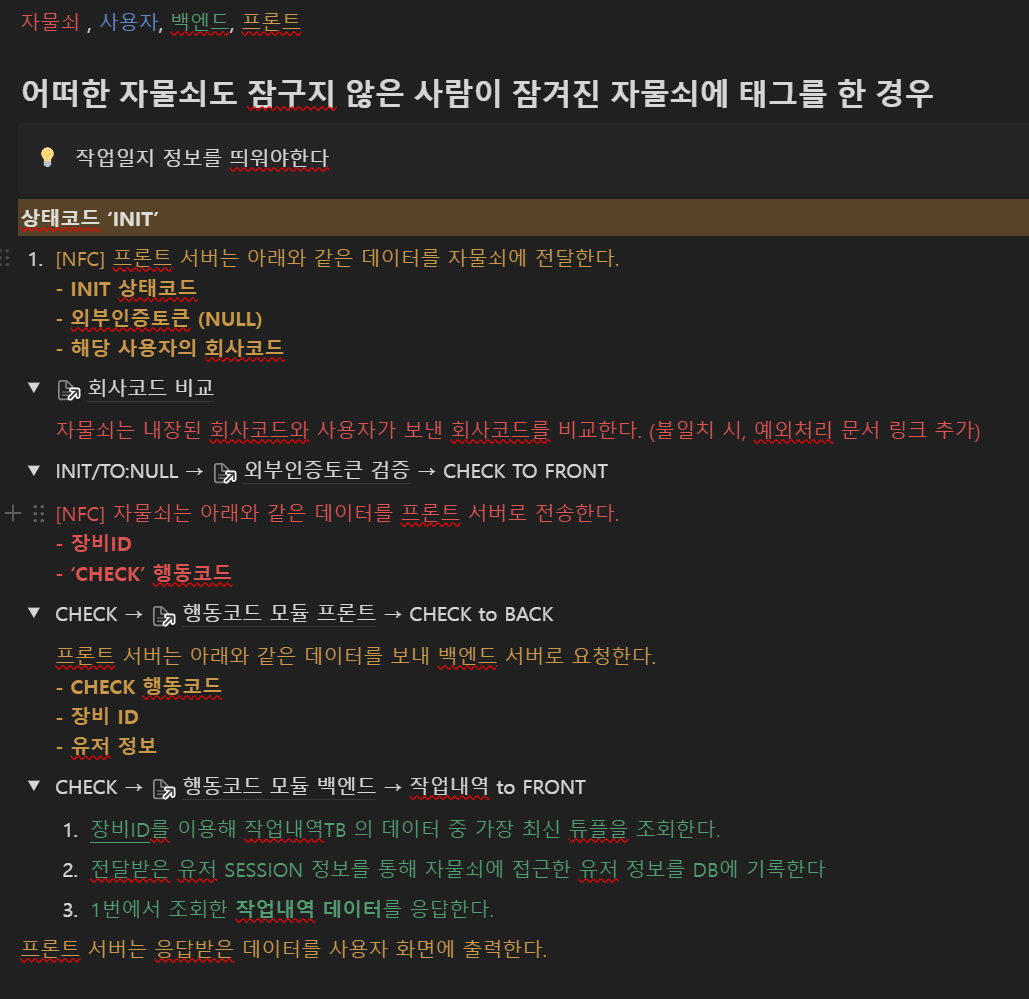 자물쇠 , 사용자, 백엔드, 프론트
어떠한 자물쇠도 잠구지 않은 사람이 잠겨진 자물쇠에 태그를 한 경우
💡 작업일지 정보를 띄워야한다
상태코드 ‘INIT’
1. [NFC] 프론트 서버는 아래와 같은 데이터를 자물쇠에 전달한다.
- INIT 상태코드
- 외부인증토큰 (NULL)
- 해당 사용자의 회사코드
▼ 회사코드 비교
자물쇠는 내장된 회사코드와 사용자가 보낸 회사코드를 비교한다. (불일치 시, 예외처리 문서 링크 추가)
▼ INIT/TO:NULL → 외부인증토큰 검증 → CHECK TO FRONT
[NFC] 자물쇠는 아래와 같은 데이터를 프론트 서버로 전송한다.
- 장비ID
- ‘CHECK’ 행동코드
▼ CHECK → 행동코드 모듈 프론트 → CHECK to BACK
프론트 서버는 아래와 같은 데이터를 보내 백엔드 서버로 요청한다.
- CHECK 행동코드
- 장비 ID
- 유저 정보
▼ CHECK → 행동코드 모듈 백엔드 → 작업내역 to FRONT
1. 장비ID를 이용해 작업내역TB 의 데이터 중 가장 최신 튜플을 조회한다.
2. 전달받은 유저 SESSION 정보를 통해 자물쇠에 접근한 유저 정보를 DB에 기록한다
3. 1번에서 조회한 작업내역 데이터를 응답한다.
프론트 서버는 응답받은 데이터를 사용자 화면에 출력한다.